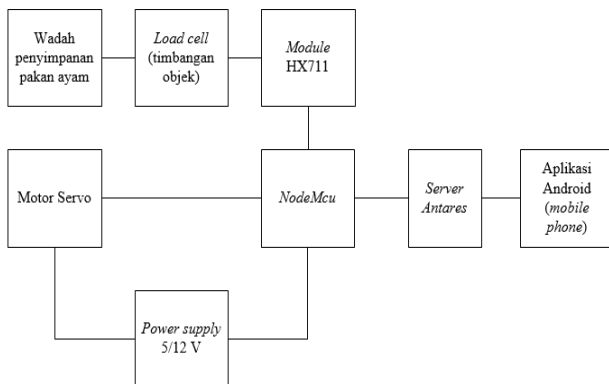 Wadah
penyimpanan
pakan ayam
Load cell
(timbangan
objek)
Module
HX711
Motor Servo
NodeMcu
Server
Antares
Aplikasi
Android
(mobile
phone)
Power supply
5/12 V